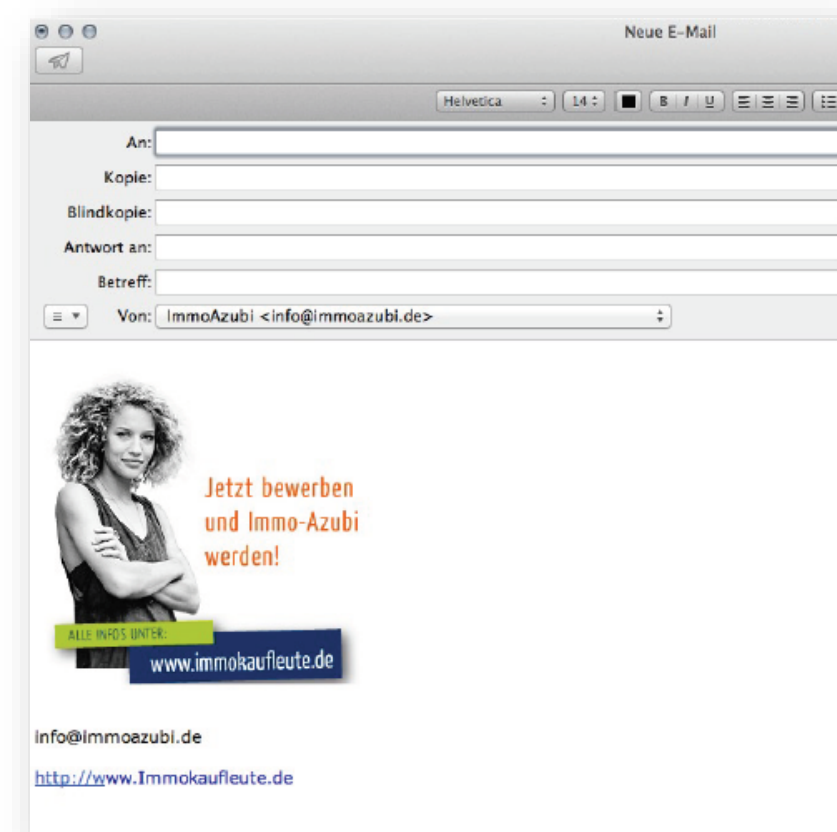 Neue E-Mail
Helvetica 14 B I U
An:
Kopie:
Blindkopie:
Antwort an:
Betreff:
Von: ImmoAzubi <info@immoazubi.de>
Jetzt bewerben
und Immo-Azubi
werden!
ALLE INFOS UNTER:
www.immokaufleute.de
info@immoazubi.de
http://www.Immokaufleute.de